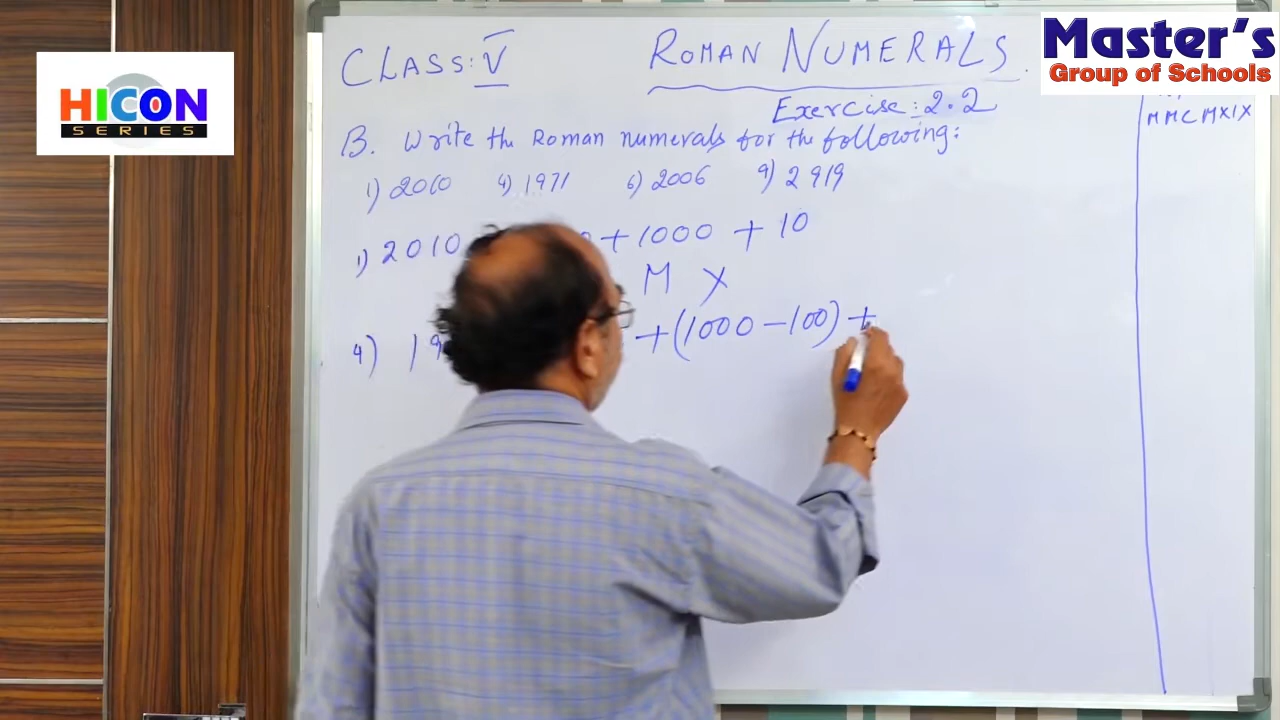 HICON
SERIES
Master's
Group of Schools
CLASS: V
ROMAN NUMERALS
Exercise: 2.2
MMCMXIX
B. Write the Roman numerals for the following:
1) 2010 4) 1971 6) 2006 9) 2919
1) 2010 + 1000 + 10
M X
4) 19 + (1000 - 100) +